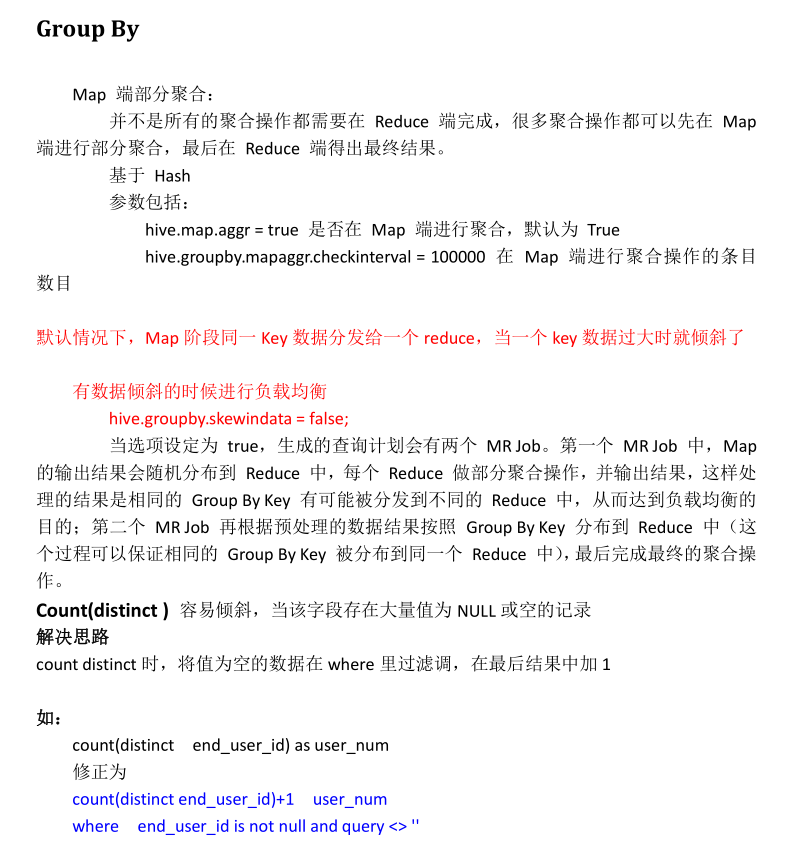 Group By
Map 端部分聚合：
并不是所有的聚合操作都需要在 Reduce 端完成，很多聚合操作都可以先在 Map
端进行部分聚合，最后在 Reduce 端得出最终结果。
基于 Hash
参数包括：
hive.map.aggr = true 是否在 Map 端进行聚合，默认为 True
hive.groupby.mapaggr.checkinterval = 100000 在 Map 端进行聚合操作的条目
数目
默认情况下，Map 阶段同一 Key 数据分发给一个 reduce，当一个 key 数据过大时就倾斜了
有数据倾斜的时候进行负载均衡
hive.groupby.skewindata = false;
当选项设定为 true，生成的查询计划会有两个 MR Job。第一个 MR Job 中，Map
的输出结果会随机分布到 Reduce 中，每个 Reduce 做部分聚合操作，并输出结果，这样处
理的结果是相同的 Group By Key 有可能被分发到不同的 Reduce 中，从而达到负载均衡的
目的；第二个 MR Job 再根据预处理的数据结果按照 Group By Key 分布到 Reduce 中（这
个过程可以保证相同的 Group By Key 被分布到同一个 Reduce 中），最后完成最终的聚合操
作。
Count(distinct ) 容易倾斜，当该字段存在大量值为 NULL 或空的记录
解决思路
count distinct 时，将值为空的数据在 where 里过滤调，在最后结果中加 1
如：
count(distinct end_user_id) as user_num
修正为
count(distinct end_user_id)+1 user_num
where end_user_id is not null and query <> ''